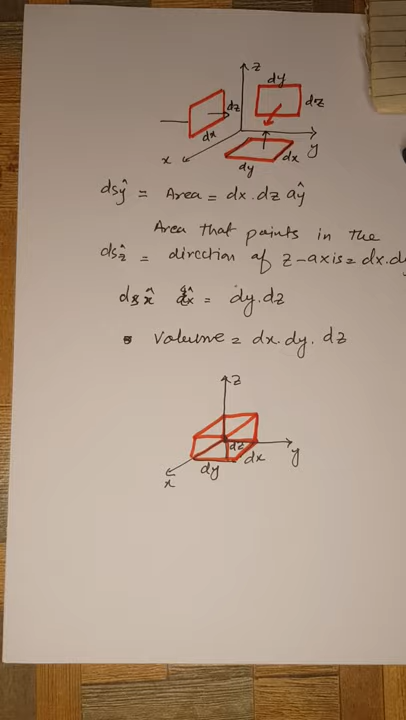 z
dy
dz
dz
dx
x
y
dx
dy
dsŷ = Area = dx.dz aŷ
Area that points in the
dsẑ = direction of z-axis = dx.dy
dsx̂ = dy.dz
Volume = dx.dy.dz
z
dz
dx
y
dy
x